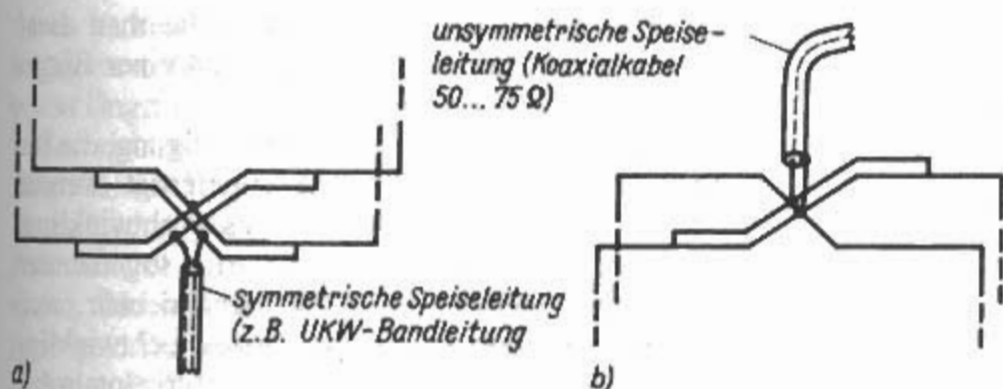 unsymmetrische Speise-
leitung (Koaxialkabel
50... 75 Ω)
symmetrische Speiseleitung
(z.B. UKW-Bandleitung
a)
b)